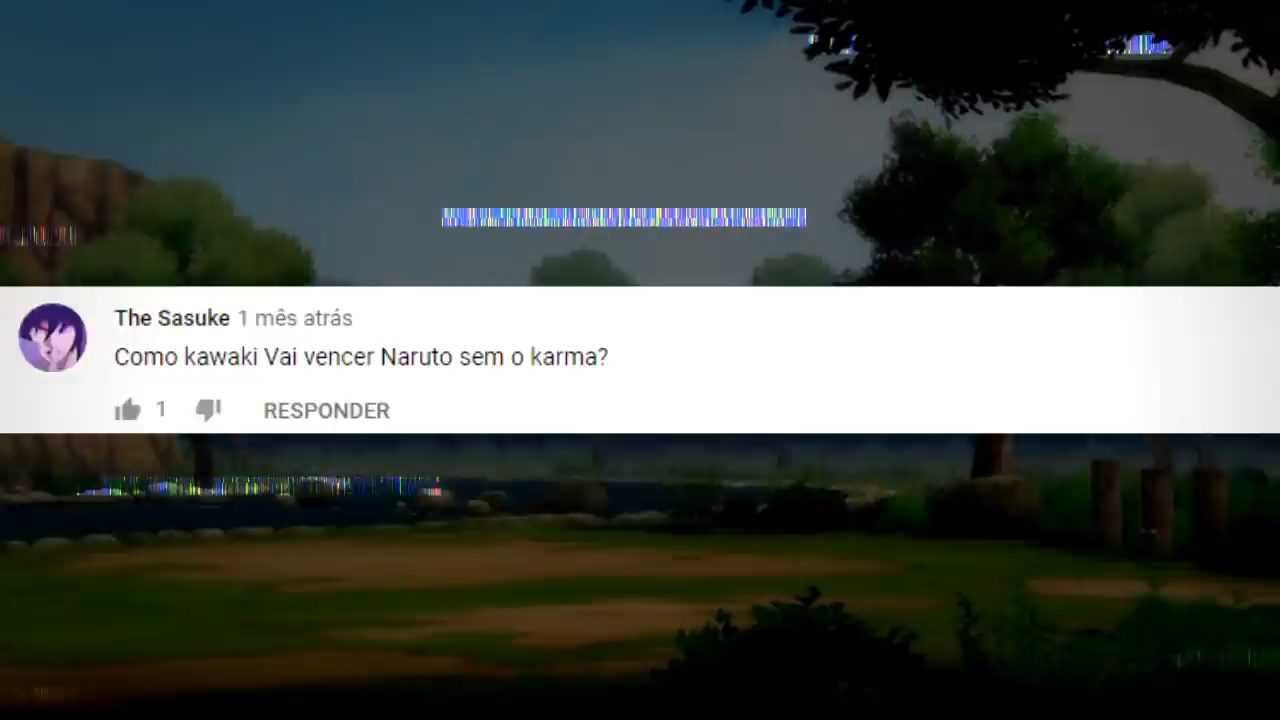 The Sasuke 1 mês atrás
Como kawaki Vai vencer Naruto sem o karma?
1 RESPONDER